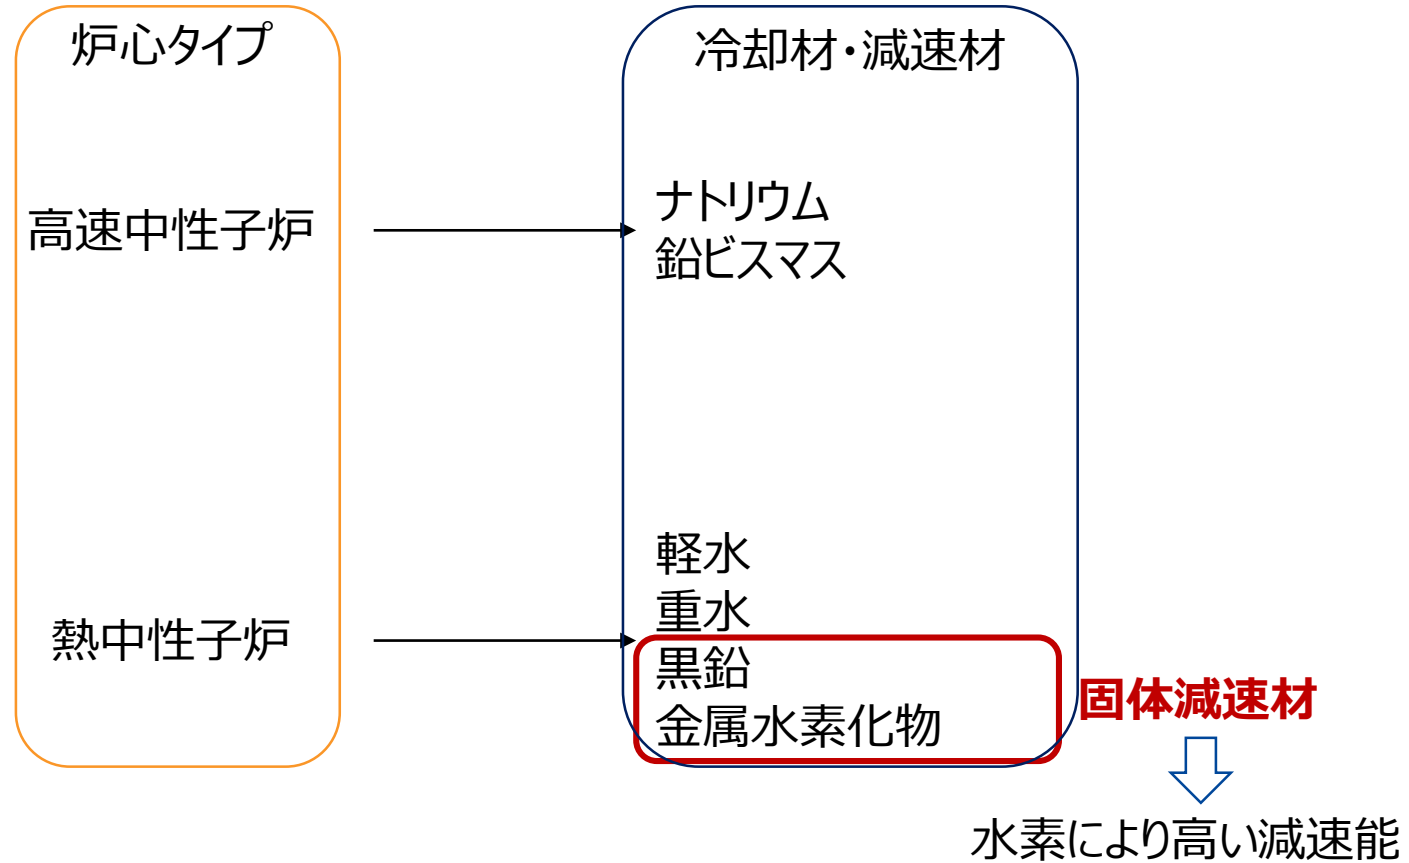 炉心タイプ
冷却材・減速材
高速中性子炉
ナトリウム
鉛ビスマス
熱中性子炉
軽水
重水
黒鉛
金属水素化物
固体減速材
水素により高い減速能